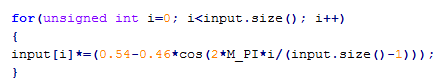 for(unsigned int i=0; i<input.size(); i++)
{
input[i]*=(0.54-0.46*cos(2*M_PI*i/(input.size()-1)));
}